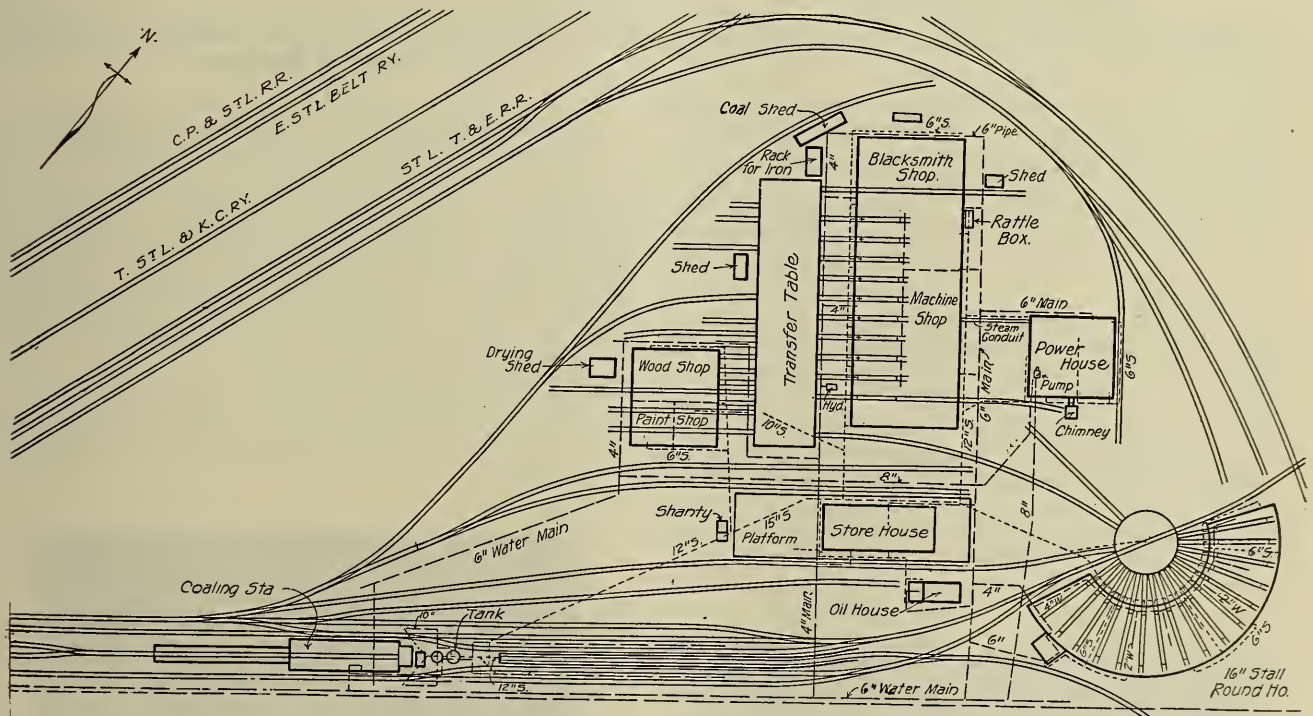 N.
C.P. & STL. R.R.
E. STL BELT RY.
ST L. T. & E. R.R.
T. STL. & K.C. RY.
Coal Shed
6"S.
6"Pipe
Rack
for Iron
4"
Blacksmith
Shop.
Shed
Rattle
Box.
Shed
Transfer Table
4"
Machine
Shop
6" Main
Steam
Conduit
Power
House
6"S
Pump
Chimney
Drying
Shed
Wood Shop
Paint Shop
6"S.
4"
Hyd.
10"S.
6" Main
12"S.
8"
8"
Shanty
15"S
Platform
Store House
12"S.
6" Water Main
Coaling Sta
10"
Tank
12"S.
4" Main
Oil House
4"
6"
6" Water Main
4"W
6"S
2"W
2"W
6"S
6"S.
16" Stall
Round Ho.